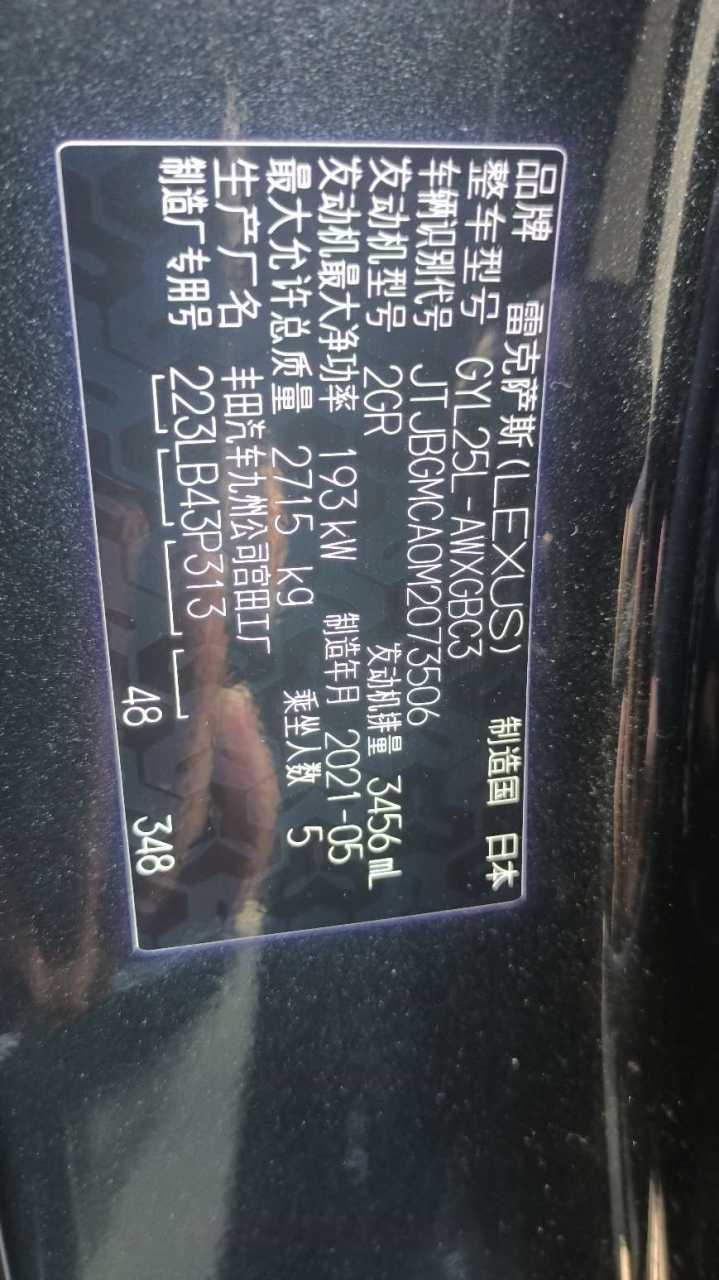 品牌 雷克萨斯(LEXUS) 制造国 日本
整车型号 GYL25L-AWXGBC3
车辆识别代号 JTJBGMCA0M2073506
发动机型号 2GR 发动机排量 3456mL
发动机最大净功率 193kW 制造年月 2021-05
最大允许总质量 2715 kg 乘坐人数 5
生产厂名 丰田汽车九州公司宫田工厂
制造厂专用号 223LB43P313
48 348